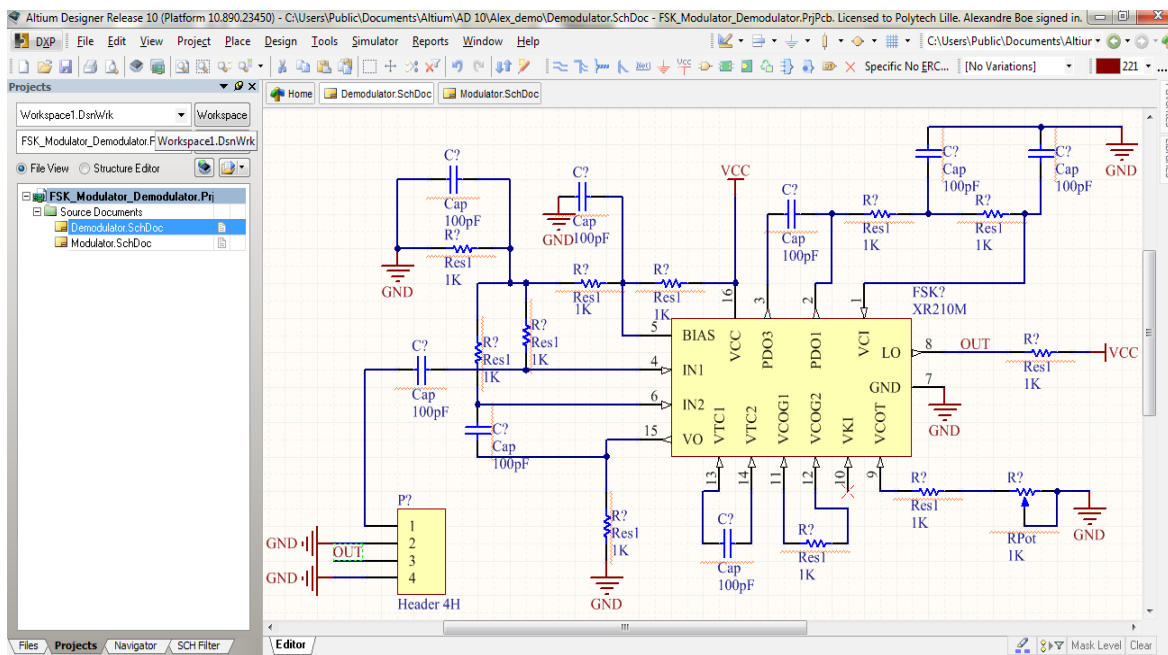 Altium Designer Release 10 (Platform 10.890.23450) - C:\Users\Public\Documents\Altium\AD 10\Alex_demo\Demodulator.SchDoc - FSK_Modulator_Demodulator.PrjPcb. Licensed to Polytech Lille. Alexandre Boe signed in.
DXP File Edit View Project Place Design Tools Simulator Reports Window Help C:\Users\Public\Documents\Altiur
Specific No ERC... [No Variations] 221
Projects
Home Demodulator.SchDoc Modulator.SchDoc
Workspace1.DsnWrk Workspace
FSK_Modulator_Demodulator.F Workspace1.DsnWrk
File View Structure Editor
FSK_Modulator_Demodulator.Prj
Source Documents
Demodulator.SchDoc
Modulator.SchDoc
C?
Cap
100pF
R?
Res1
1K
GND
C?
Cap
100pF
GND
R?
Res1
1K
R?
Res1
1K
VCC
C?
Cap
100pF
R?
Res1
1K
R?
Res1
1K
C?
Cap
100pF
C?
Cap
100pF
GND
R?
Res1
1K
R?
Res1
1K
C?
Cap
100pF
C?
Cap
100pF
FSK?
XR210M
16 3 2 1
VCC PDO3 PDO1 VCI
5 BIAS
4 IN1
6 IN2
15 VO
LO 8
GND 7
VTC1 VTC2 VCOG1 VCOG2 VKI VCOT
13 14 11 12 10 9
OUT
R?
Res1
1K
VCC
GND
R?
Res1
1K
GND
C?
Cap
100pF
R?
Res1
1K
R?
Res1
1K
R?
RPot
1K
GND
P?
1
GND 2
OUT 3
GND 4
Header 4H
Files Projects Navigator SCH Filter
Editor Mask Level Clear